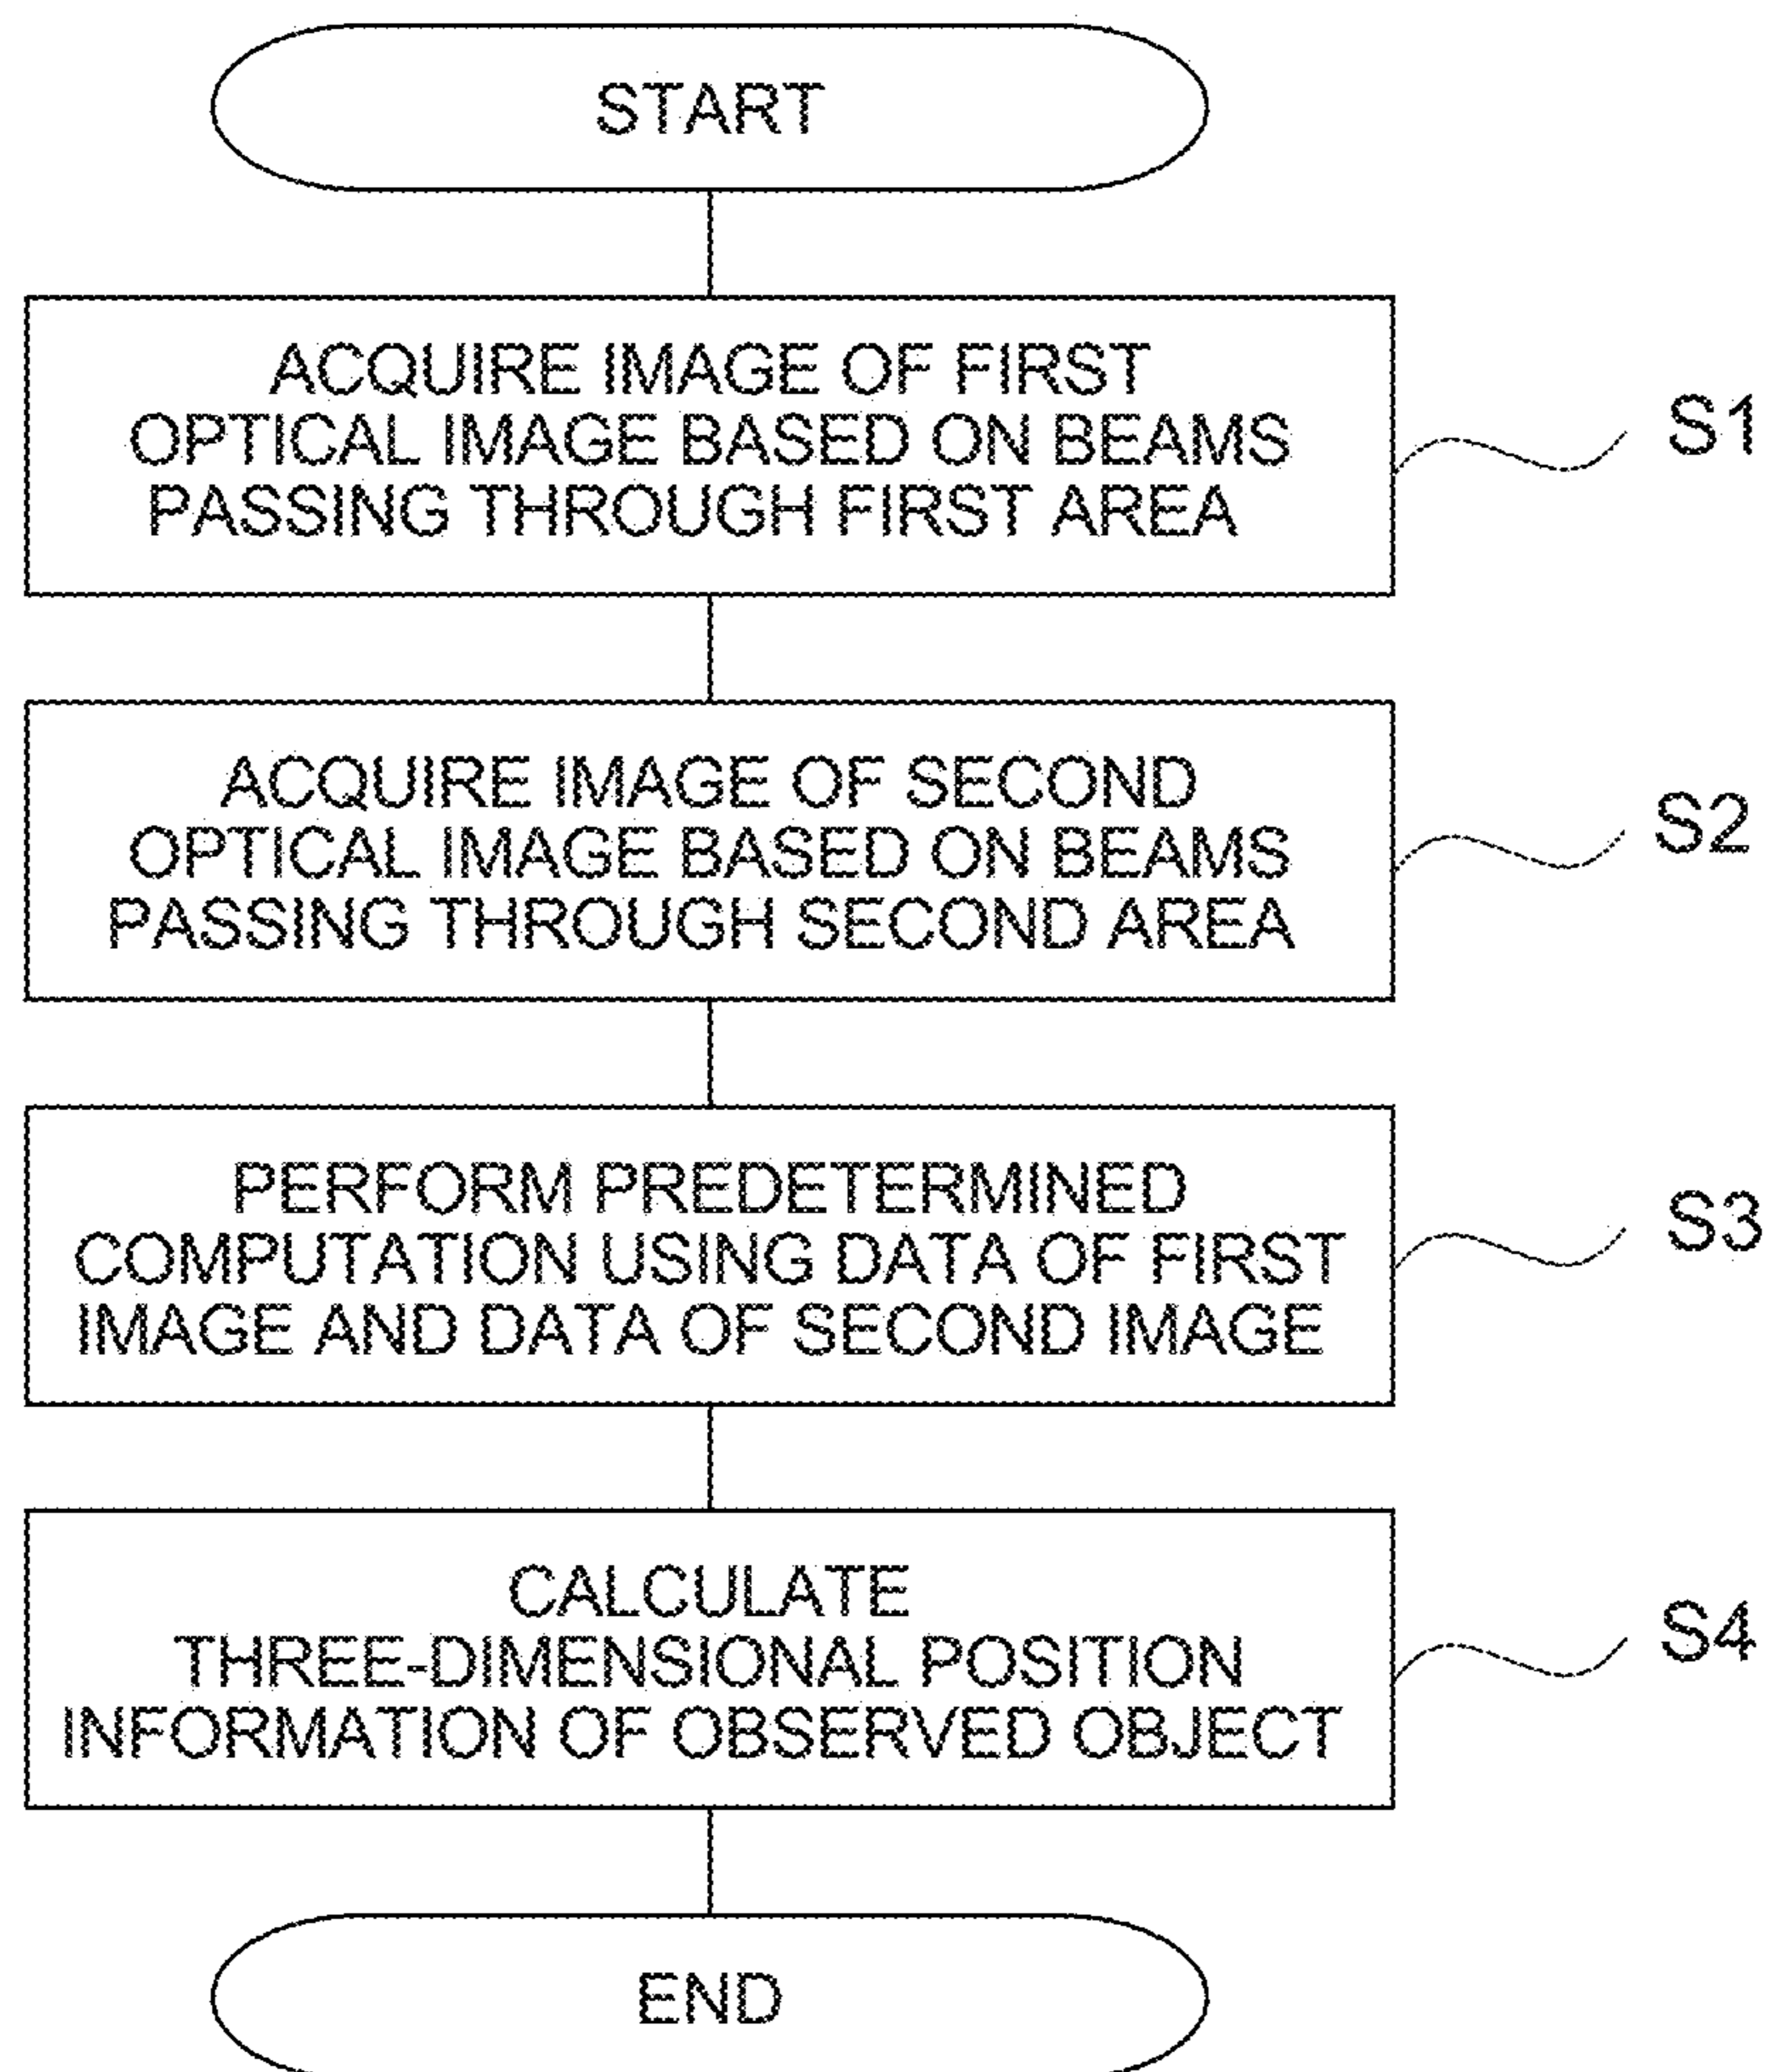 START
ACQUIRE IMAGE OF FIRST
OPTICAL IMAGE BASED ON BEAMS
PASSING THROUGH FIRST AREA
S1
ACQUIRE IMAGE OF SECOND
OPTICAL IMAGE BASED ON BEAMS
PASSING THROUGH SECOND AREA
S2
PERFORM PREDETERMINED
COMPUTATION USING DATA OF FIRST
IMAGE AND DATA OF SECOND IMAGE
S3
CALCULATE
THREE-DIMENSIONAL POSITION
INFORMATION OF OBSERVED OBJECT
S4
END